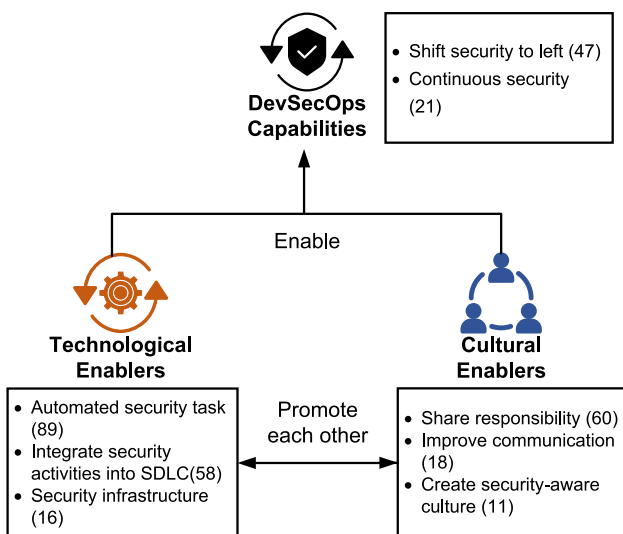 DevSecOps
Capabilities
• Shift security to left (47)
• Continuous security
(21)
Enable
Technological
Enablers
• Automated security task
(89)
• Integrate security
activities into SDLC(58)
• Security infrastructure
(16)
Promote
each other
Cultural
Enablers
• Share responsibility (60)
• Improve communication
(18)
• Create security-aware
culture (11)